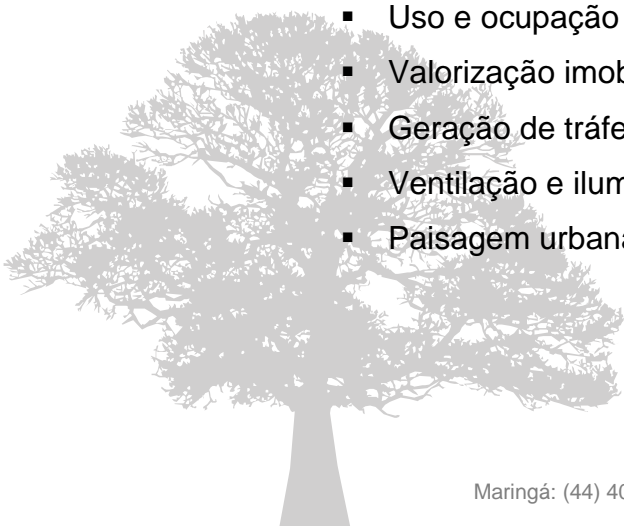 ▪ Uso e ocupação
▪ Valorização imob
▪ Geração de tráfe
▪ Ventilação e ilum
▪ Paisagem urbana
Maringá: (44) 40